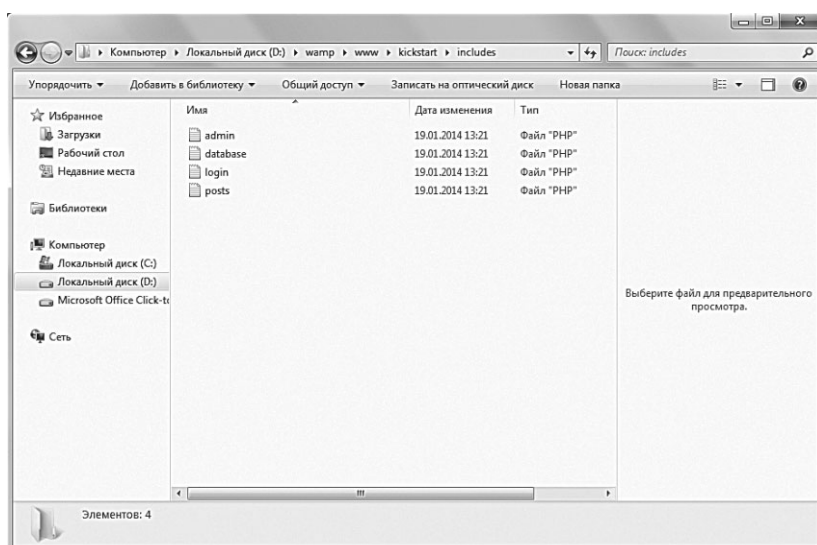 Компьютер ▸ Локальный диск (D:) ▸ wamp ▸ www ▸ kickstart ▸ includes
Поиск: includes
Упорядочить Добавить в библиотеку Общий доступ Записать на оптический диск Новая папка
Избранное
Загрузки
Рабочий стол
Недавние места
Библиотеки
Компьютер
Локальный диск (C:)
Локальный диск (D:)
Microsoft Office Click-to
Сеть
Имя Дата изменения Тип
admin 19.01.2014 13:21 Файл "PHP"
database 19.01.2014 13:21 Файл "PHP"
login 19.01.2014 13:21 Файл "PHP"
posts 19.01.2014 13:21 Файл "PHP"
Выберите файл для предварительного
просмотра.
Элементов: 4